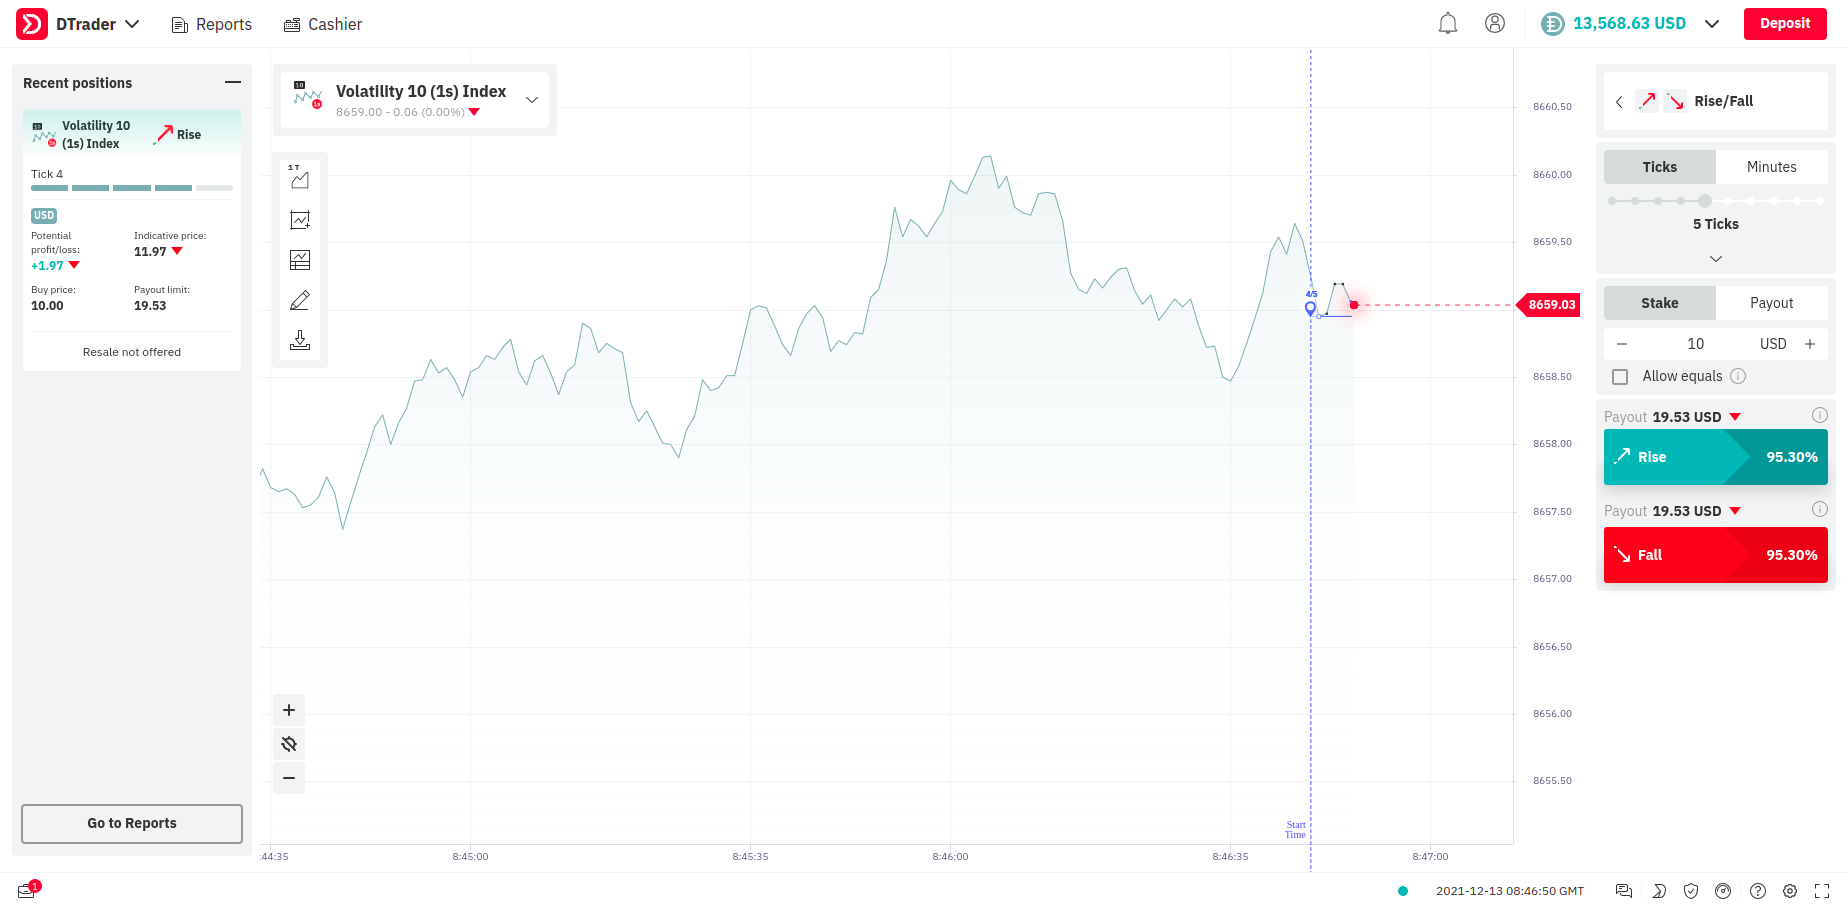 DTrader
Reports
Cashier
13,568.63 USD
Deposit
Recent positions
10
Volatility 10
(1s) Index
Rise
1s
Tick 4
USD
Potential
profit/loss:
+1.97
Indicative price:
11.97
Buy price:
10.00
Payout limit:
19.53
Resale not offered
Go to Reports
10
1s
Volatility 10 (1s) Index
8659.00 - 0.06 (0.00%)
1 T
8660.50
8660.00
8659.50
8659.03
8658.50
8658.00
8657.50
8657.00
8656.50
8656.00
8655.50
4/5
Start
Time
:44:35
8:45:00
8:45:35
8:46:00
8:46:35
8:47:00
Rise/Fall
Ticks
Minutes
5 Ticks
Stake
Payout
10
USD
Allow equals
Payout 19.53 USD
Rise
95.30%
Payout 19.53 USD
Fall
95.30%
1
2021-12-13 08:46:50 GMT